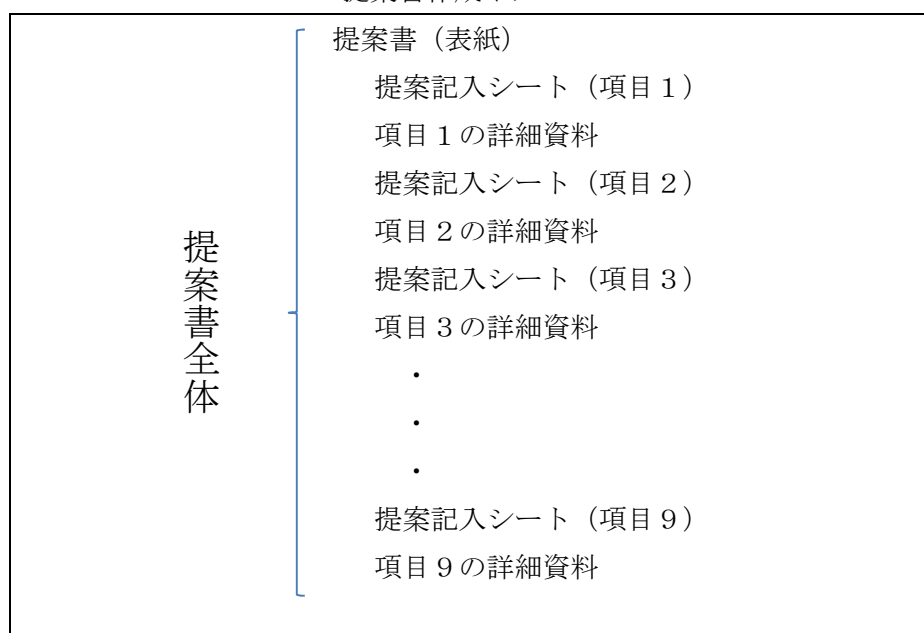 提案書（表紙）
提案記入シート（項目１）
項目１の詳細資料
提案記入シート（項目２）
項目２の詳細資料
提案記入シート（項目３）
項目３の詳細資料
・
・
・
提案記入シート（項目９）
項目９の詳細資料
提案書全体